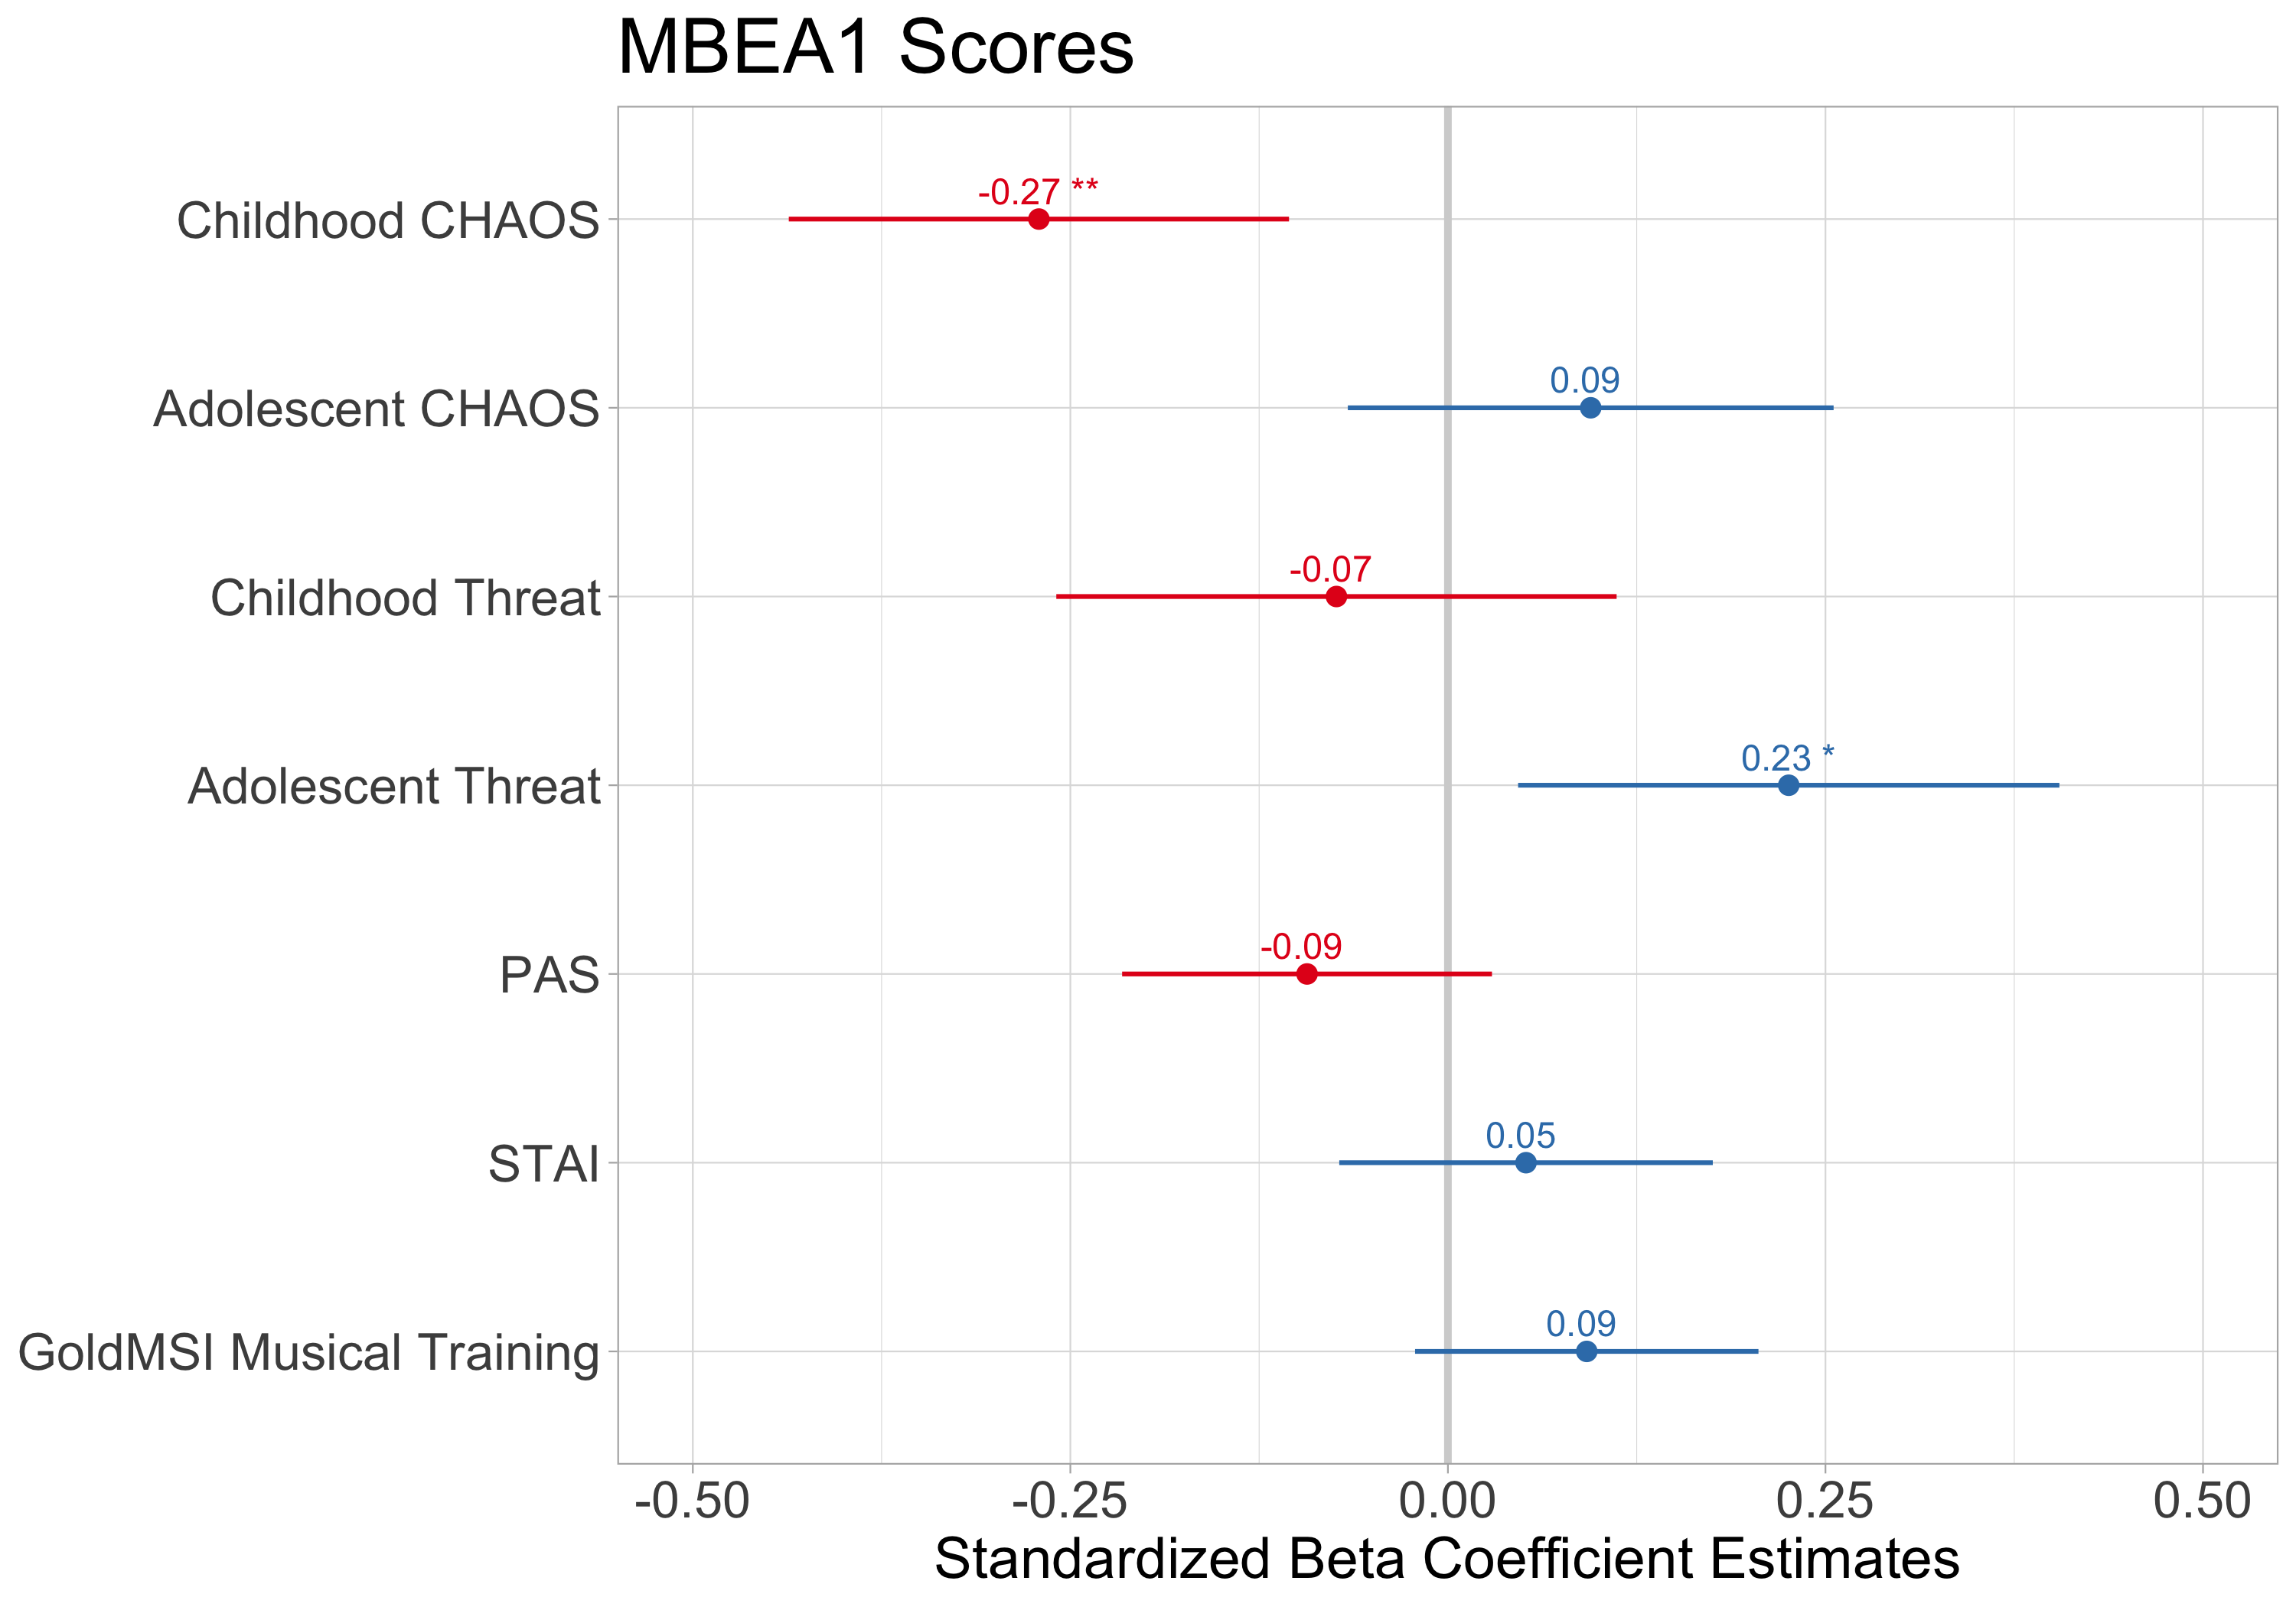 MBEA1 Scores
Childhood CHAOS
-0.27 **
Adolescent CHAOS
0.09
Childhood Threat
-0.07
Adolescent Threat
0.23 *
PAS
-0.09
STAI
0.05
GoldMSI Musical Training
0.09
-0.50 -0.25 0.00 0.25 0.50
Standardized Beta Coefficient Estimates